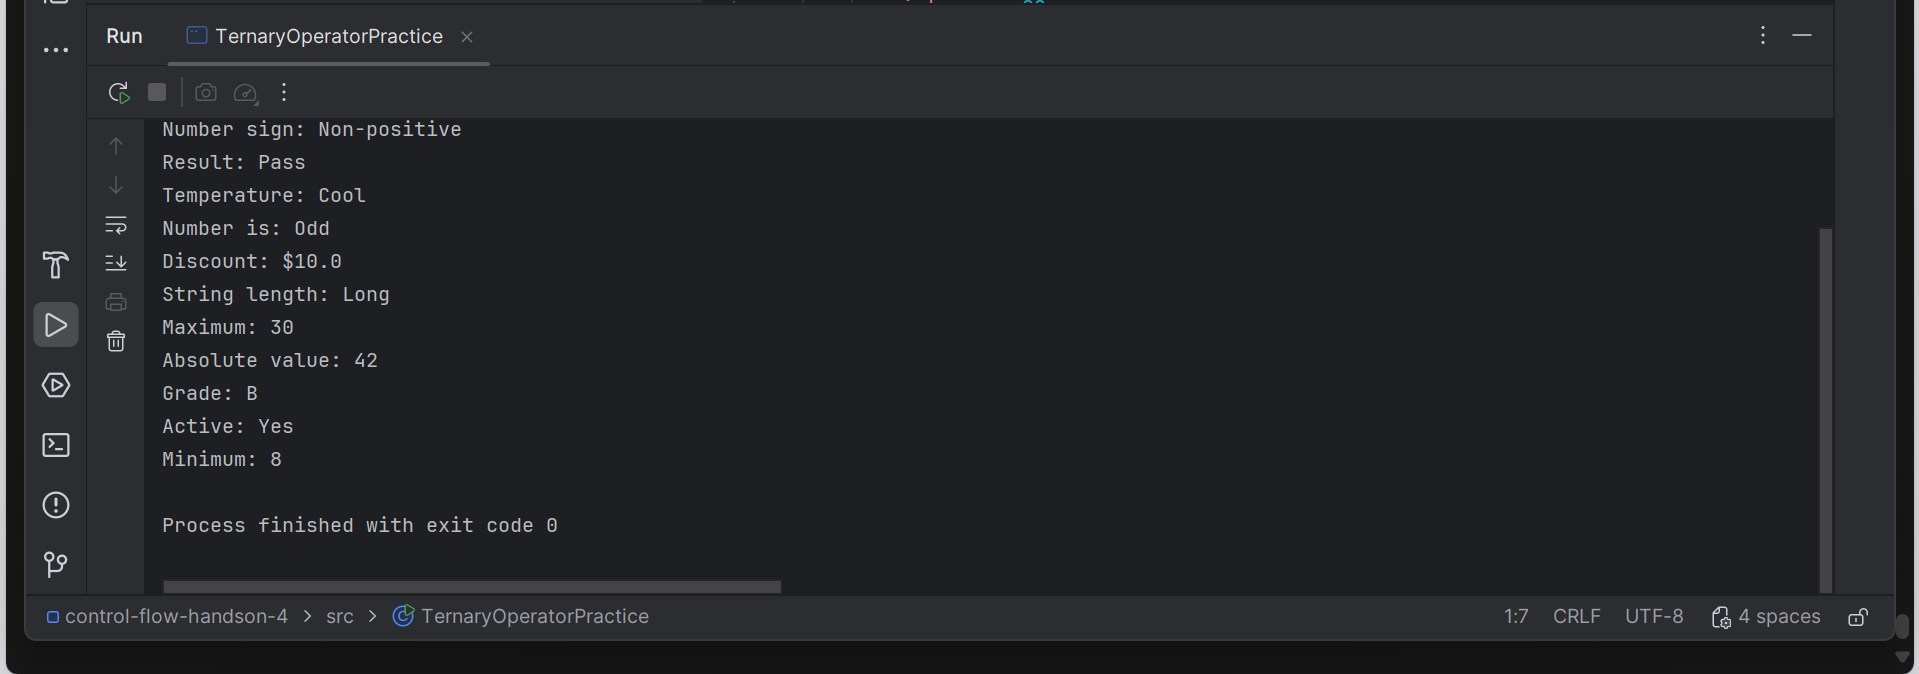 Run TernaryOperatorPractice
Number sign: Non-positive
Result: Pass
Temperature: Cool
Number is: Odd
Discount: $10.0
String length: Long
Maximum: 30
Absolute value: 42
Grade: B
Active: Yes
Minimum: 8
Process finished with exit code 0
control-flow-handson-4 > src > TernaryOperatorPractice 1:7 CRLF UTF-8 4 spaces